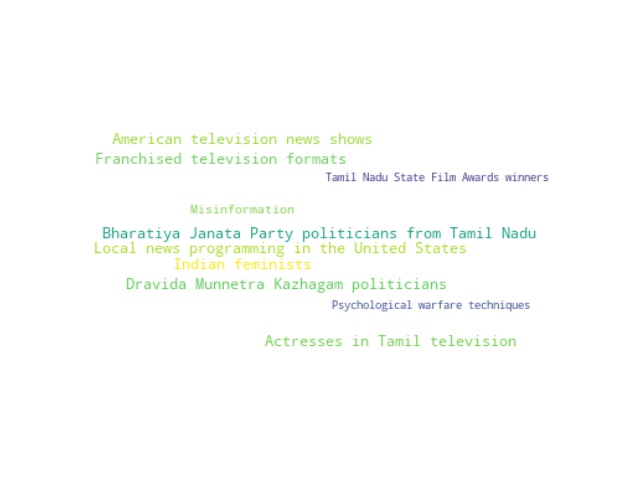 American television news shows
Franchised television formats
Tamil Nadu State Film Awards winners
Misinformation
Bharatiya Janata Party politicians from Tamil Nadu
Local news programming in the United States
Indian feminists
Dravida Munnetra Kazhagam politicians
Psychological warfare techniques
Actresses in Tamil television